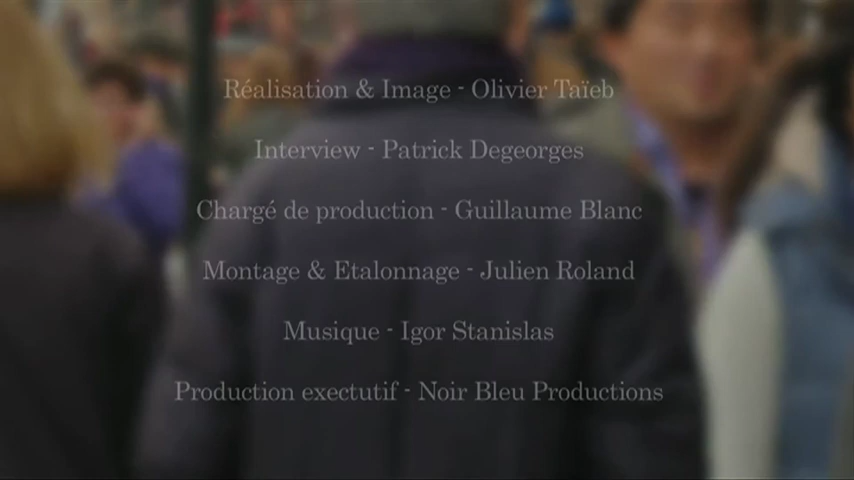 Réalisation & Image - Olivier Taïeb
Interview - Patrick Degeorges
Chargé de production - Guillaume Blanc
Montage & Etalonnage - Julien Roland
Musique - Igor Stanislas
Production exectutif - Noir Bleu Productions